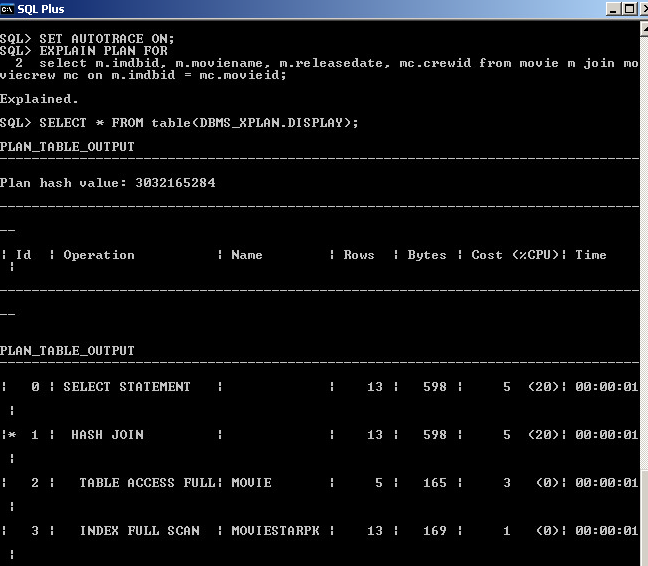 SQL Plus
SQL> SET AUTOTRACE ON;
SQL> EXPLAIN PLAN FOR
  2  select m.imdbid, m.moviename, m.releasedate, mc.crewid from movie m join mo
viecrew mc on m.imdbid = mc.movieid;
Explained.
SQL> SELECT * FROM table(DBMS_XPLAN.DISPLAY);
PLAN_TABLE_OUTPUT
--------------------------------------------------------------------------------
Plan hash value: 3032165284
--------------------------------------------------------------------------------
--
| Id  | Operation          | Name        | Rows  | Bytes | Cost (%CPU)| Time
 |
--------------------------------------------------------------------------------
--
PLAN_TABLE_OUTPUT
--------------------------------------------------------------------------------
|   0 | SELECT STATEMENT   |             |    13 |   598 |     5  (20)| 00:00:01
 |
|*  1 |  HASH JOIN         |             |    13 |   598 |     5  (20)| 00:00:01
 |
|   2 |   TABLE ACCESS FULL| MOVIE       |     5 |   165 |     3   (0)| 00:00:01
 |
|   3 |   INDEX FULL SCAN  | MOVIESTARPK |    13 |   169 |     1   (0)| 00:00:01
 |